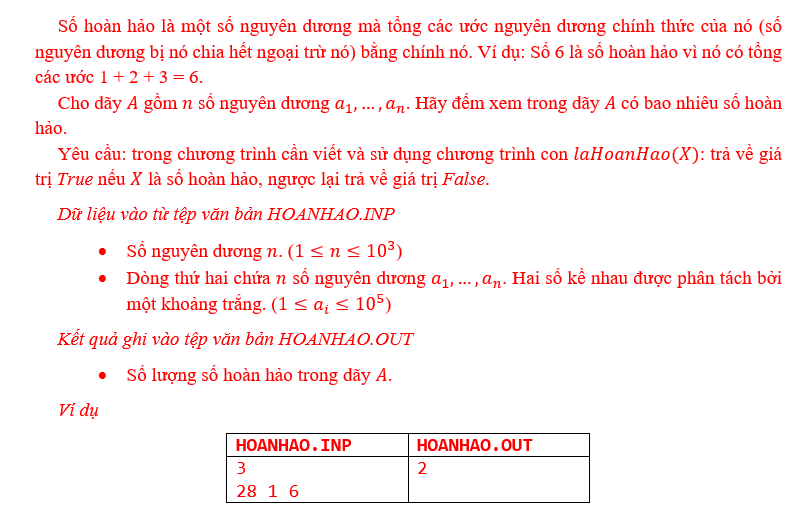 Số hoàn hảo là một số nguyên dương mà tổng các ước nguyên dương chính thức của nó (số
nguyên dương bị nó chia hết ngoại trừ nó) bằng chính nó. Ví dụ: Số 6 là số hoàn hảo vì nó có tổng
các ước 1 + 2 + 3 = 6.
Cho dãy 𝐴 gồm 𝑛 số nguyên dương 𝑎₁, … , 𝑎ₙ. Hãy đếm xem trong dãy 𝐴 có bao nhiêu số hoàn
hảo.
Yêu cầu: trong chương trình cần viết và sử dụng chương trình con 𝑙𝑎𝐻𝑜𝑎𝑛𝐻𝑎𝑜(𝑋): trả về giá
trị True nếu 𝑋 là số hoàn hảo, ngược lại trả về giá trị False.
Dữ liệu vào từ tệp văn bản HOANHAO.INP
• Số nguyên dương 𝑛. (1 ≤ 𝑛 ≤ 10³)
• Dòng thứ hai chứa 𝑛 số nguyên dương 𝑎₁, … , 𝑎ₙ. Hai số kề nhau được phân tách bởi
một khoảng trắng. (1 ≤ 𝑎ᵢ ≤ 10⁵)
Kết quả ghi vào tệp văn bản HOANHAO.OUT
• Số lượng số hoàn hảo trong dãy 𝐴.
Ví dụ
HOANHAO.INP HOANHAO.OUT
3 2
28 1 6